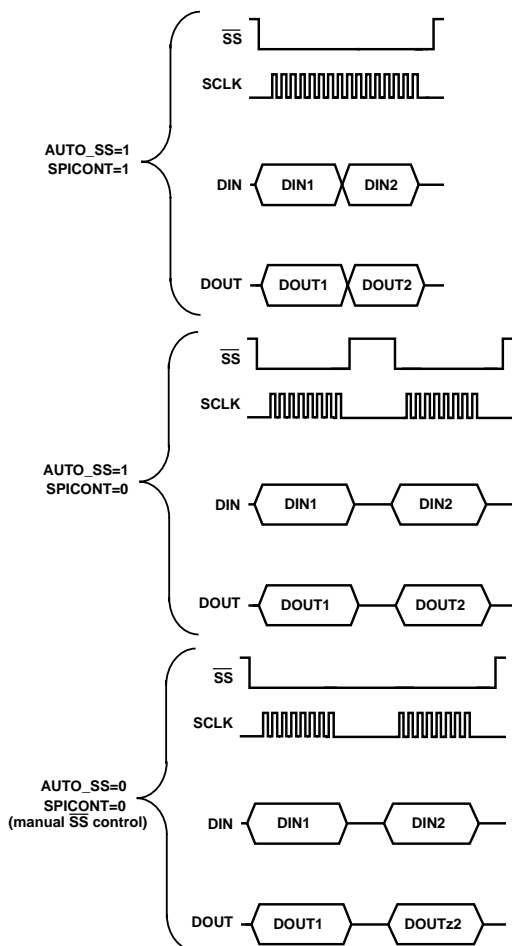 SS
SCLK
AUTO_SS=1
SPICONT=1
DIN DIN1 DIN2
DOUT DOUT1 DOUT2
SS
SCLK
AUTO_SS=1
SPICONT=0
DIN DIN1 DIN2
DOUT DOUT1 DOUT2
SS
SCLK
AUTO_SS=0
SPICONT=0
(manual SS control)
DIN DIN1 DIN2
DOUT DOUT1 DOUTz2